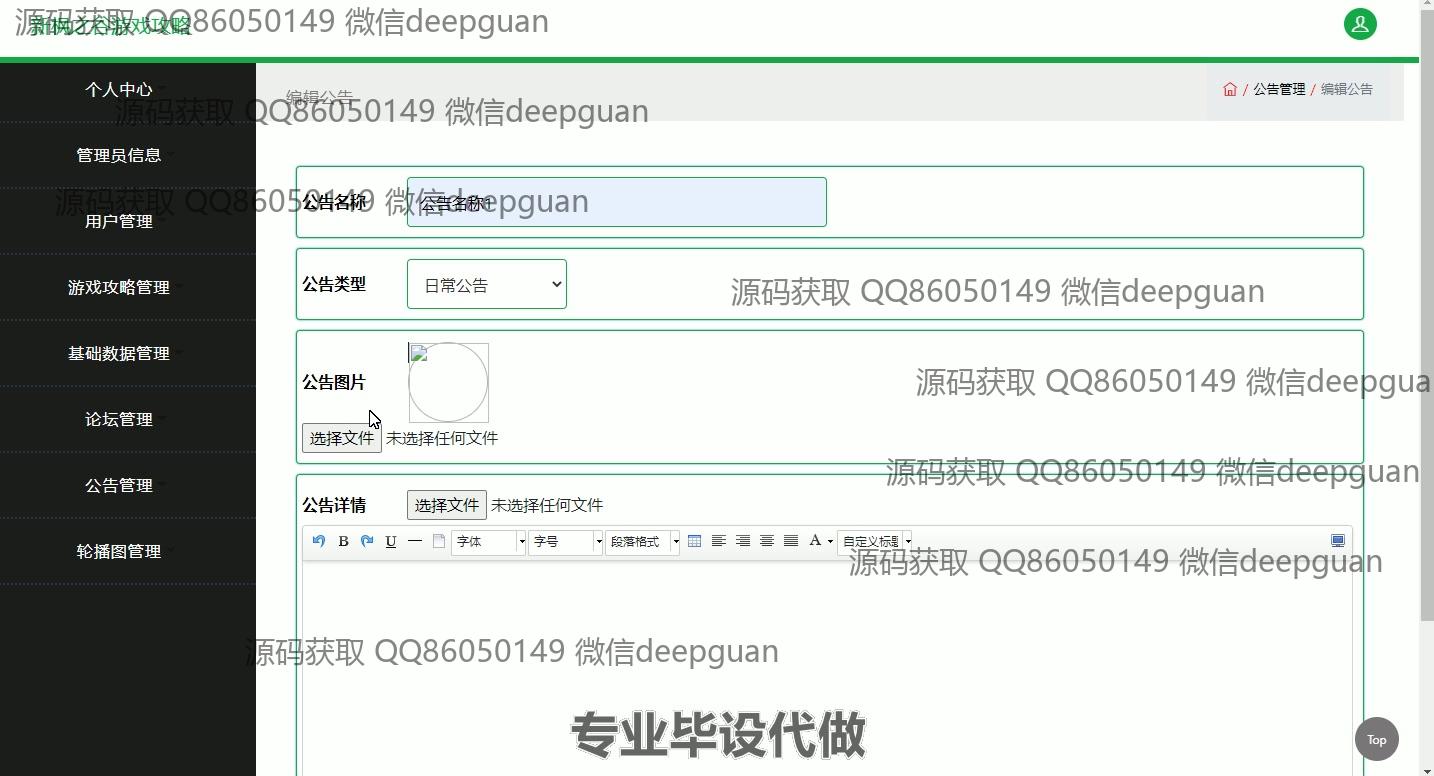 源码获取 QQ86050149 微信deepguan
编辑公告
/ 公告管理 / 编辑公告
源码获取 QQ86050149 微信deepguan
个人中心
管理员信息
用户管理
游戏攻略管理
基础数据管理
论坛管理
公告管理
轮播图管理
源码获取 QQ86050149 微信deepguan
公告名称
公告名称1
公告类型
日常公告
源码获取 QQ86050149 微信deepguan
公告图片
源码获取 QQ86050149 微信deepgua
选择文件 未选择任何文件
源码获取 QQ86050149 微信deepguan
公告详情
选择文件 未选择任何文件
B U 字体 字号 段落格式 A 自定义标题
源码获取 QQ86050149 微信deepguan
源码获取 QQ86050149 微信deepguan
专业毕设代做
Top